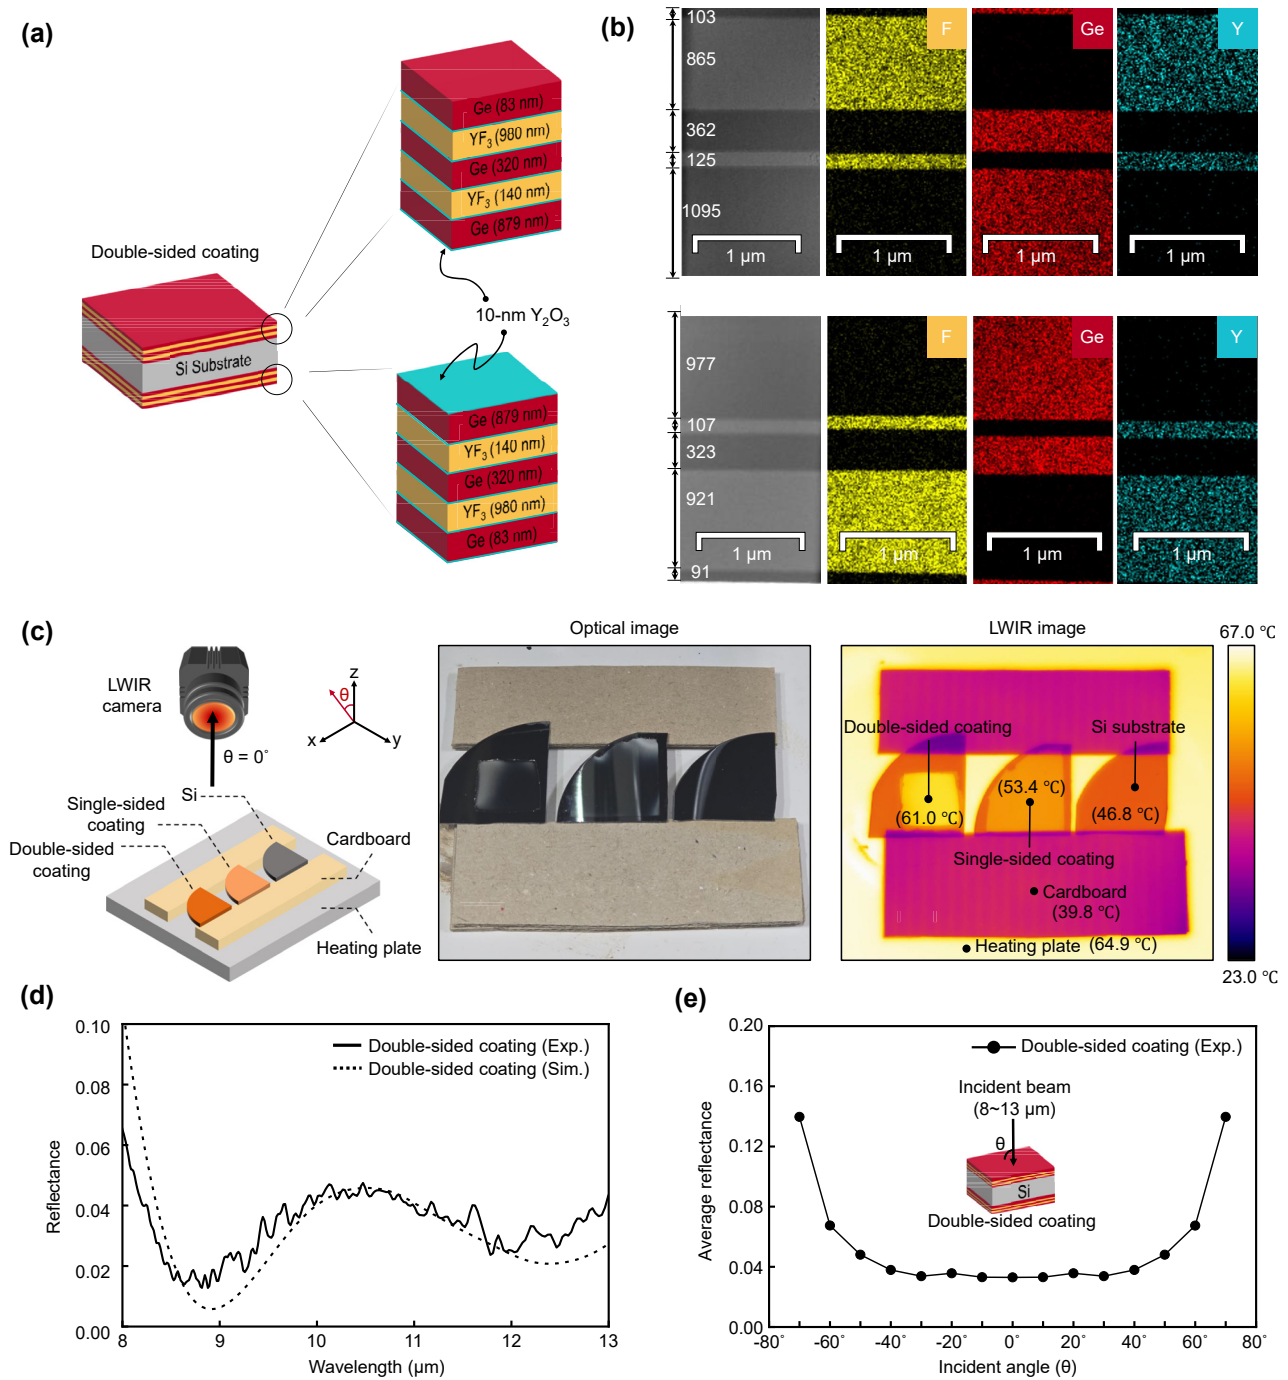 (a)
Ge (83 nm)
YF₃ (980 nm)
Ge (320 nm)
YF₃ (140 nm)
Ge (879 nm)
Double-sided coating
Si Substrate
10-nm Y₂O₃
Ge (879 nm)
YF₃ (140 nm)
Ge (320 nm)
YF₃ (980 nm)
Ge (83 nm)
(b)
103
865
362
125
1095
1 μm
F
1 μm
Ge
1 μm
Y
1 μm
977
107
323
921
91
1 μm
F
1 μm
Ge
1 μm
Y
1 μm
(c)
LWIR
camera
θ = 0°
z
θ
x
y
Si
Single-sided
coating
Double-sided
coating
Cardboard
Heating plate
Optical image
LWIR image
Double-sided coating
Si substrate
(61.0 ℃)
(53.4 ℃)
(46.8 ℃)
Single-sided coating
Cardboard
(39.8 ℃)
Heating plate (64.9 ℃)
67.0 ℃
23.0 ℃
(d)
0.10
0.08
0.06
0.04
0.02
0.00
Reflectance
Double-sided coating (Exp.)
Double-sided coating (Sim.)
8
9
10
11
12
13
Wavelength (μm)
(e)
0.20
0.16
0.12
0.08
0.04
0.00
Average reflectance
Double-sided coating (Exp.)
Incident beam
(8~13 μm)
θ
Si
Double-sided coating
-80°
-60°
-40°
-20°
0°
20°
40°
60°
80°
Incident angle (θ)